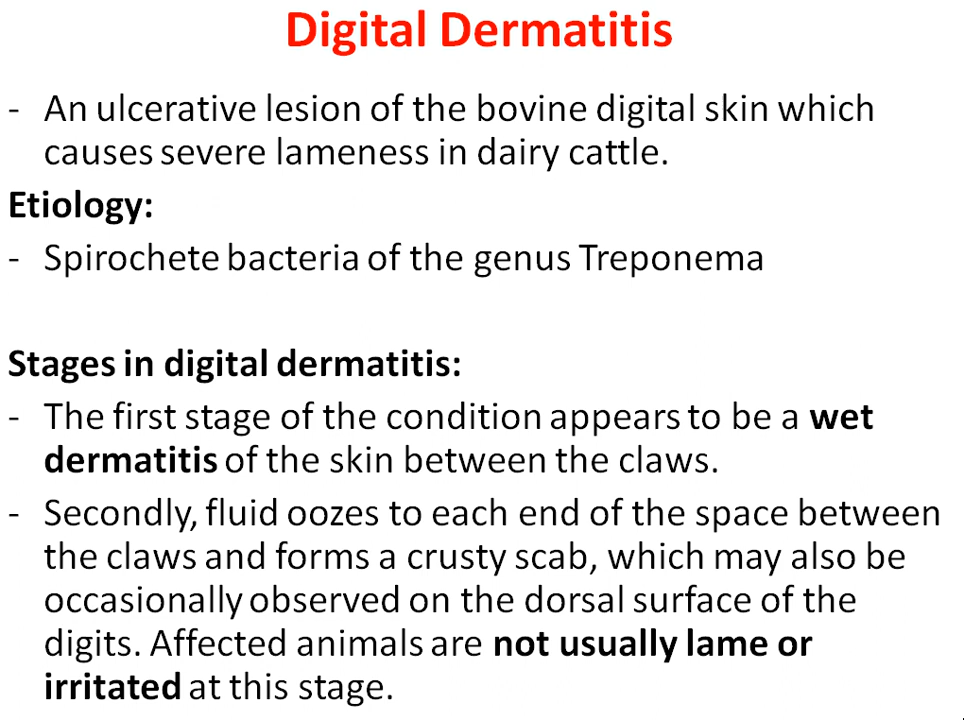 Digital Dermatitis
- An ulcerative lesion of the bovine digital skin which
causes severe lameness in dairy cattle.
Etiology:
- Spirochete bacteria of the genus Treponema
Stages in digital dermatitis:
- The first stage of the condition appears to be a wet
dermatitis of the skin between the claws.
- Secondly, fluid oozes to each end of the space between
the claws and forms a crusty scab, which may also be
occasionally observed on the dorsal surface of the
digits. Affected animals are not usually lame or
irritated at this stage.